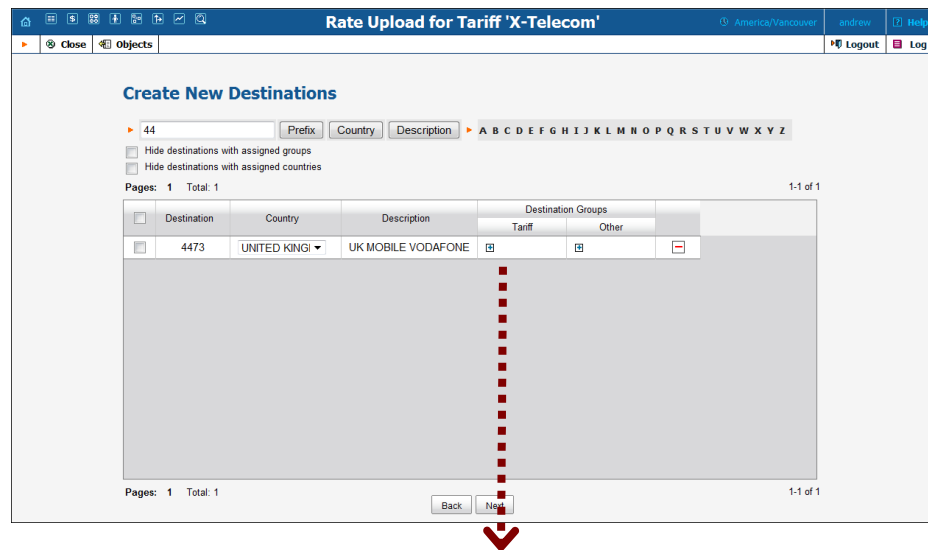 Rate Upload for Tariff 'X-Telecom' America/Vancouver andrew ? Help
Close Objects Logout Log
Create New Destinations
44 Prefix Country Description A B C D E F G H I J K L M N O P Q R S T U V W X Y Z
Hide destinations with assigned groups
Hide destinations with assigned countries
Pages: 1 Total: 1 1-1 of 1
Destination Country Description Destination Groups
Tariff Other
4473 UNITED KINGI UK MOBILE VODAFONE
Pages: 1 Total: 1 1-1 of 1
Back Next